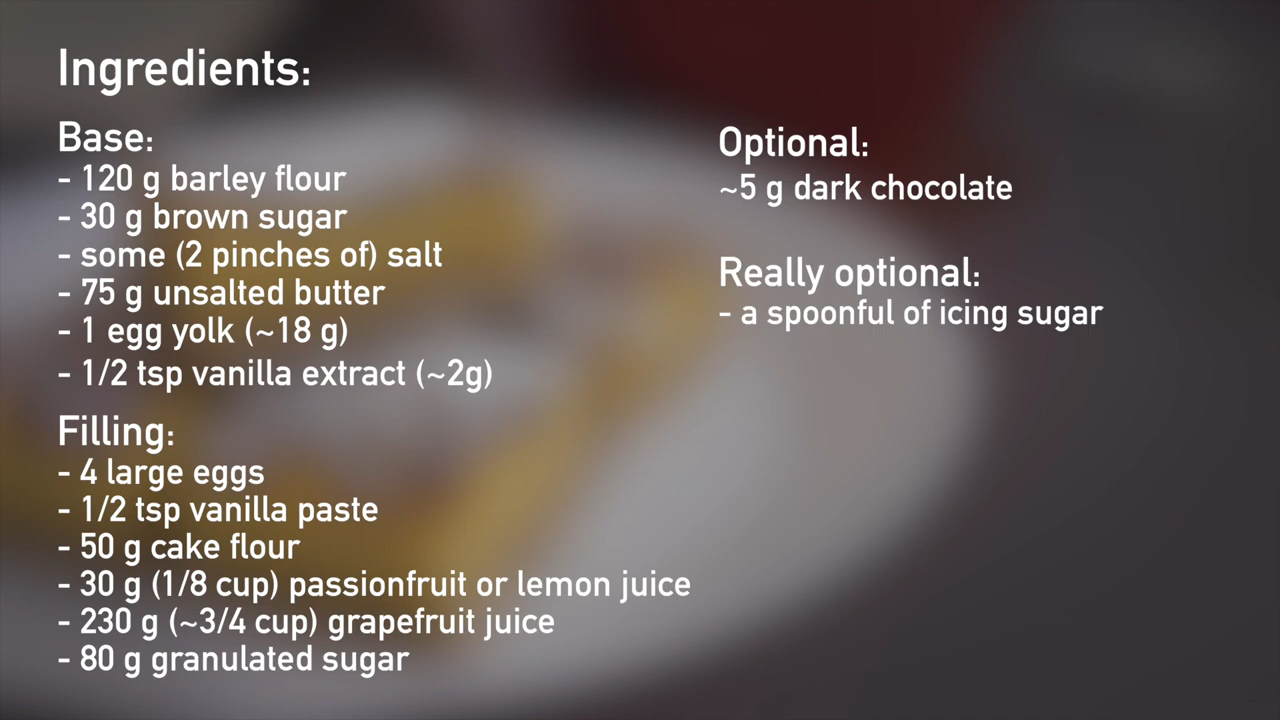 Ingredients:
Base:
- 120 g barley flour
- 30 g brown sugar
- some (2 pinches of) salt
- 75 g unsalted butter
- 1 egg yolk (~18 g)
- 1/2 tsp vanilla extract (~2g)
Filling:
- 4 large eggs
- 1/2 tsp vanilla paste
- 50 g cake flour
- 30 g (1/8 cup) passionfruit or lemon juice
- 230 g (~3/4 cup) grapefruit juice
- 80 g granulated sugar
Optional:
~5 g dark chocolate
Really optional:
- a spoonful of icing sugar